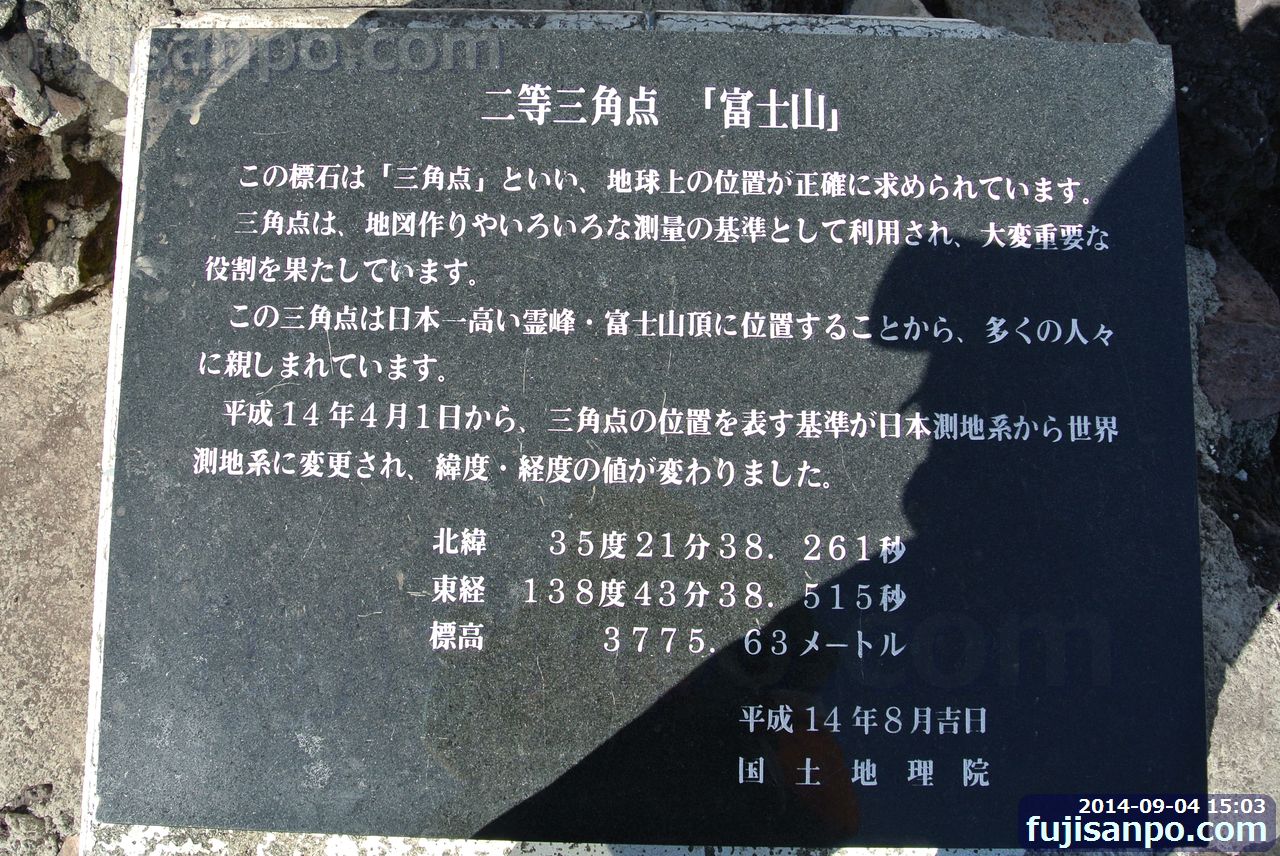 fujisanpo.com
二等三角点 「富士山」
この標石は「三角点」といい、地球上の位置が正確に求められています。
三角点は、地図作りやいろいろな測量の基準として利用され、大変重要な
役割を果たしています。
この三角点は日本一高い霊峰・富士山頂に位置することから、多くの人々
に親しまれています。
平成14年4月1日から、三角点の位置を表す基準が日本測地系から世界
測地系に変更され、緯度・経度の値が変わりました。
北緯 35度21分38.261秒
東経 138度43分38.515秒
標高 3775.63メートル
平成14年8月吉日
国土地理院
2014-09-04 15:03
fujisanpo.com